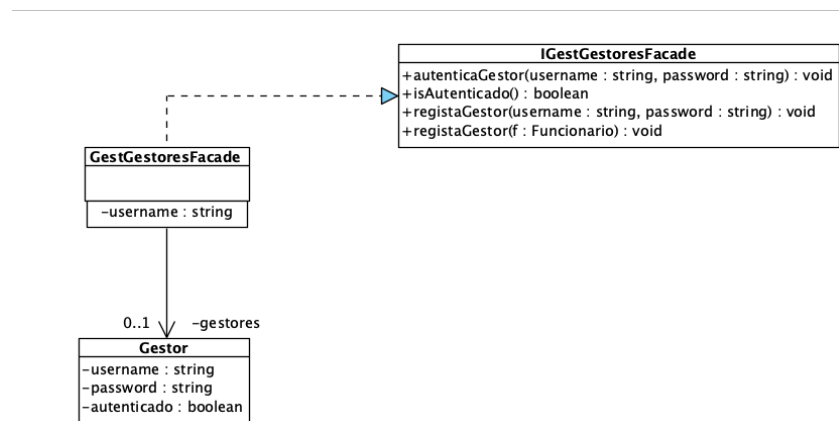 IGestGestoresFacade
+autenticaGestor(username : string, password : string) : void
+isAutenticado() : boolean
+registaGestor(username : string, password : string) : void
+registaGestor(f : Funcionario) : void
GestGestoresFacade
-username : string
0..1
-gestores
Gestor
-username : string
-password : string
-autenticado : boolean